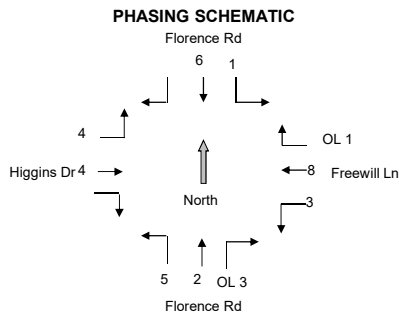 PHASING SCHEMATIC
Florence Rd
6 1
4 OL 1
Higgins Dr 4 8 Freewill Ln
North 3
5 2 OL 3
Florence Rd